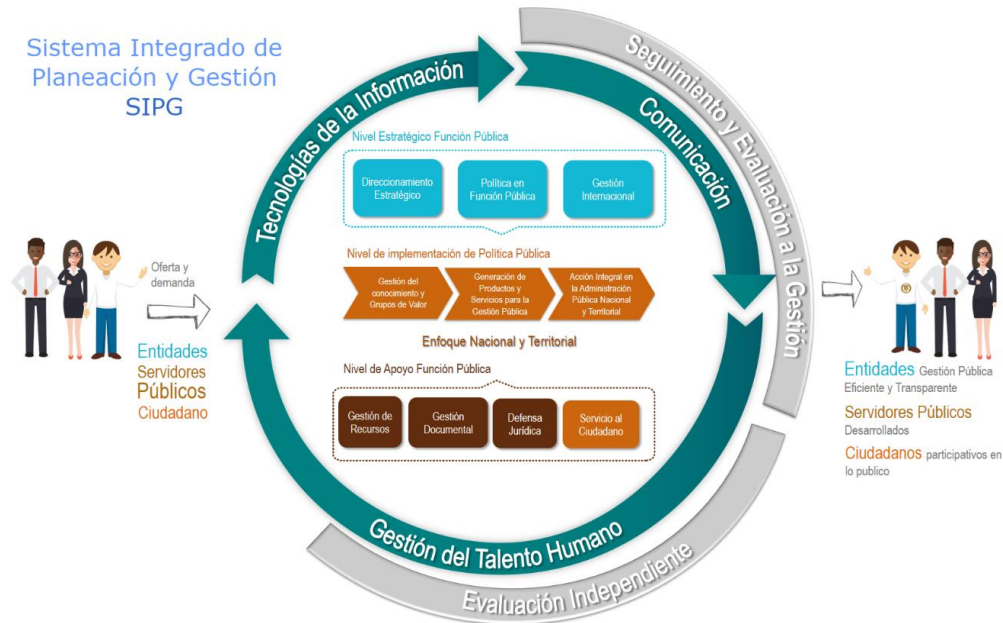 Sistema Integrado de
Planeación y Gestión
SIPG
Tecnologías de la Información
Comunicación
Seguimiento y Evaluación a la Gestión
Nivel Estratégico Función Pública
Direccionamiento
Estratégico
Política en
Función Pública
Gestión
Internacional
Nivel de implementación de Política Pública
Gestión del
conocimiento y
Grupos de Valor
Generación de
Productos y
Servicios para la
Gestión Pública
Acción Integral en
la Administración
Pública Nacional
y Territorial
Enfoque Nacional y Territorial
Nivel de Apoyo Función Pública
Gestión de
Recursos
Gestión
Documental
Defensa
Jurídica
Servicio al
Ciudadano
Gestión del Talento Humano
Evaluación Independiente
Oferta y
demanda
Entidades
Servidores
Públicos
Ciudadano
Entidades Gestión Pública
Eficiente y Transparente
Servidores Públicos
Desarrollados
Ciudadanos participativos en
lo publico